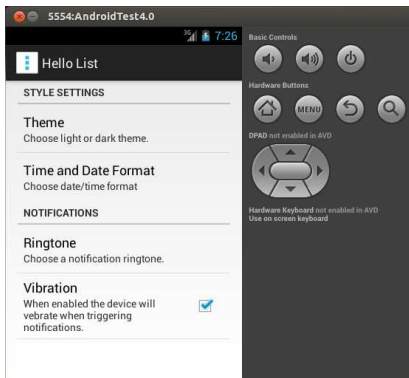 5554:AndroidTest4.0
3G 7:26
Hello List
STYLE SETTINGS
Theme
Choose light or dark theme.
Time and Date Format
Choose date/time format
NOTIFICATIONS
Ringtone
Choose a notification ringtone.
Vibration
When enabled the device will
vebrate when triggering
notifications.
Basic Controls
Hardware Buttons
MENU
DPAD not enabled in AVD
Hardware Keyboard not enabled in AVD
Use on screen keyboard